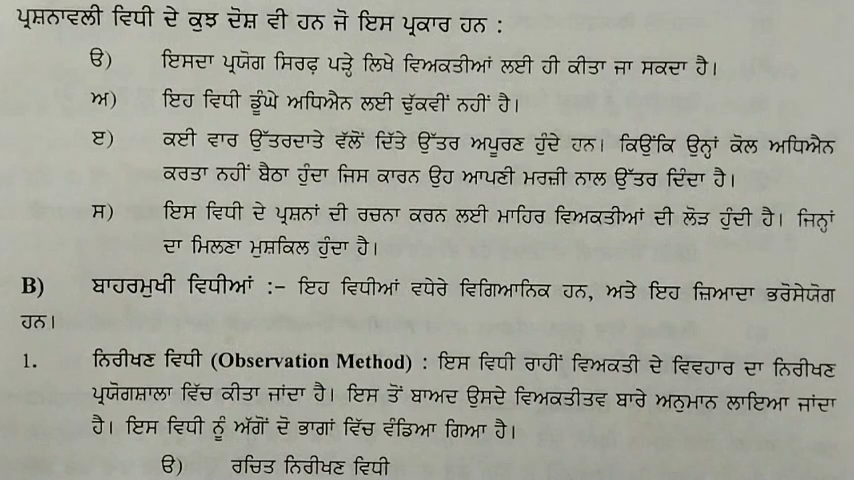 ਪ੍ਰਸ਼ਨਾਵਲੀ ਵਿਧੀ ਦੇ ਕੁਝ ਦੋਸ਼ ਵੀ ਹਨ ਜੋ ਇਸ ਪ੍ਰਕਾਰ ਹਨ :
ੳ) ਇਸਦਾ ਪ੍ਰਯੋਗ ਸਿਰਫ਼ ਪੜ੍ਹੇ ਲਿਖੇ ਵਿਅਕਤੀਆਂ ਲਈ ਹੀ ਕੀਤਾ ਜਾ ਸਕਦਾ ਹੈ।
ਅ) ਇਹ ਵਿਧੀ ਡੂੰਘੇ ਅਧਿਐਨ ਲਈ ਢੁੱਕਵੀਂ ਨਹੀਂ ਹੈ।
ੲ) ਕਈ ਵਾਰ ਉੱਤਰਦਾਤੇ ਵੱਲੋਂ ਦਿੱਤੇ ਉੱਤਰ ਅਪੂਰਣ ਹੁੰਦੇ ਹਨ। ਕਿਉਂਕਿ ਉਨ੍ਹਾਂ ਕੋਲ ਅਧਿਐਨ
ਕਰਤਾ ਨਹੀਂ ਬੈਠਾ ਹੁੰਦਾ ਜਿਸ ਕਾਰਨ ਉਹ ਆਪਣੀ ਮਰਜ਼ੀ ਨਾਲ ਉੱਤਰ ਦਿੰਦਾ ਹੈ।
ਸ) ਇਸ ਵਿਧੀ ਦੇ ਪ੍ਰਸ਼ਨਾਂ ਦੀ ਰਚਨਾ ਕਰਨ ਲਈ ਮਾਹਿਰ ਵਿਅਕਤੀਆਂ ਦੀ ਲੋੜ ਹੁੰਦੀ ਹੈ। ਜਿਨ੍ਹਾਂ
ਦਾ ਮਿਲਣਾ ਮੁਸ਼ਕਿਲ ਹੁੰਦਾ ਹੈ।
B) ਬਾਹਰਮੁਖੀ ਵਿਧੀਆਂ :- ਇਹ ਵਿਧੀਆਂ ਵਧੇਰੇ ਵਿਗਿਆਨਿਕ ਹਨ, ਅਤੇ ਇਹ ਜ਼ਿਆਦਾ ਭਰੋਸੇਯੋਗ
ਹਨ।
1. ਨਿਰੀਖਣ ਵਿਧੀ (Observation Method) : ਇਸ ਵਿਧੀ ਰਾਹੀਂ ਵਿਅਕਤੀ ਦੇ ਵਿਵਹਾਰ ਦਾ ਨਿਰੀਖਣ
ਪ੍ਰਯੋਗਸ਼ਾਲਾ ਵਿੱਚ ਕੀਤਾ ਜਾਂਦਾ ਹੈ। ਇਸ ਤੋਂ ਬਾਅਦ ਉਸਦੇ ਵਿਅਕਤੀਤਵ ਬਾਰੇ ਅਨੁਮਾਨ ਲਾਇਆ ਜਾਂਦਾ
ਹੈ। ਇਸ ਵਿਧੀ ਨੂੰ ਅੱਗੋਂ ਦੋ ਭਾਗਾਂ ਵਿੱਚ ਵੰਡਿਆ ਗਿਆ ਹੈ।
ੳ) ਰਚਿਤ ਨਿਰੀਖਣ ਵਿਧੀ